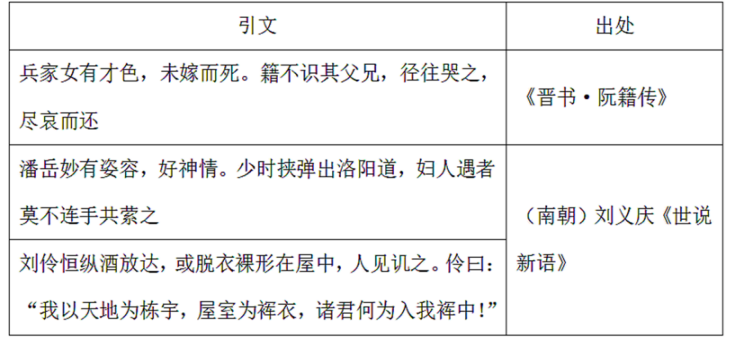 引文
出处
兵家女有才色，未嫁而死。籍不识其父兄，径往哭之，
尽哀而还
《晋书·阮籍传》
潘岳妙有姿容，好神情。少时挟弹出洛阳道，妇人遇者
莫不连手共萦之
刘伶恒纵酒放达，或脱衣裸形在屋中，人见讥之。伶曰：
“我以天地为栋宇，屋室为裈衣，诸君何为入我裈中！”
（南朝）刘义庆《世说
新语》